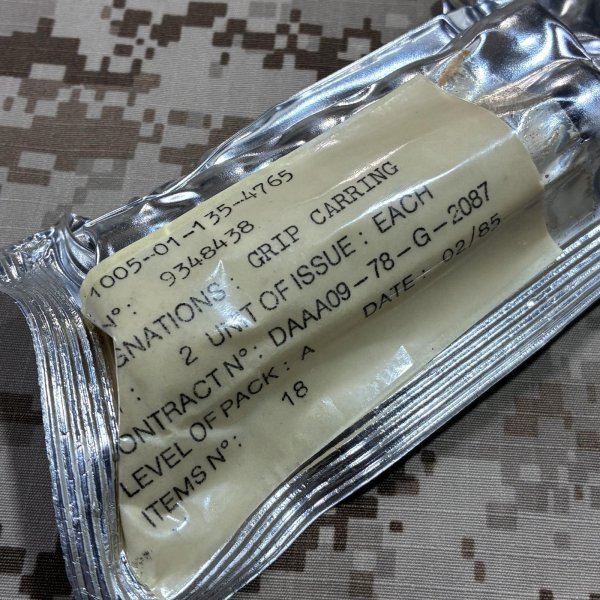 1005-01-135-4765
N°: 9348438
GNATIONS: GRIP CARRING
: 2 UNIT OF ISSUE: EACH
ONTRACT N°: DAAA09-78-G-2087
LEVEL OF PACK: A DATE: 02/85
ITEMS N°: 18